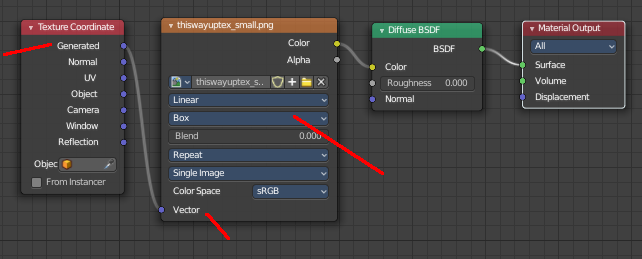 Texture Coordinate
Generated
Normal
UV
Object
Camera
Window
Reflection
Objec
From Instancer
thiswayuptex_small.png
Color
Alpha
thiswayuptex_s..
Linear
Box
Blend 0.000
Repeat
Single Image
Color Space sRGB
Vector
Diffuse BSDF
BSDF
Color
Roughness 0.000
Normal
Material Output
All
Surface
Volume
Displacement